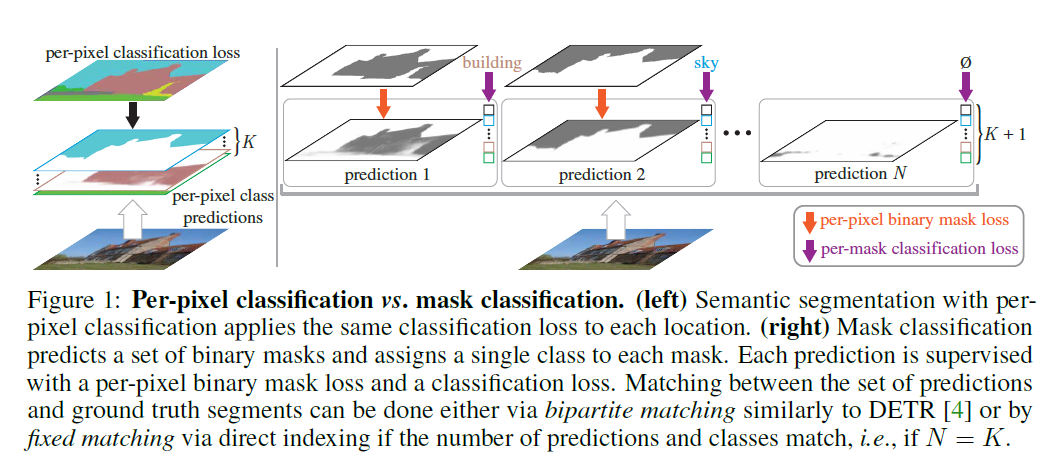 per-pixel classification loss
K
per-pixel class
predictions
building
sky
∅
prediction 1
prediction 2
prediction N
K + 1
per-pixel binary mask loss
per-mask classification loss
Figure 1: Per-pixel classification vs. mask classification. (left) Semantic segmentation with per-
pixel classification applies the same classification loss to each location. (right) Mask classification
predicts a set of binary masks and assigns a single class to each mask. Each prediction is supervised
with a per-pixel binary mask loss and a classification loss. Matching between the set of predictions
and ground truth segments can be done either via bipartite matching similarly to DETR [4] or by
fixed matching via direct indexing if the number of predictions and classes match, i.e., if N = K.